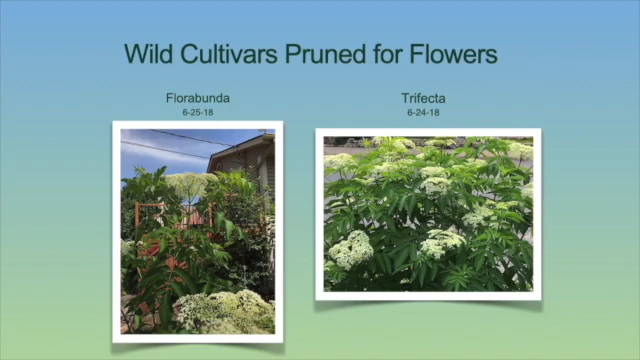 Wild Cultivars Pruned for Flowers
Florabunda
6-25-18
Trifecta
6-24-18